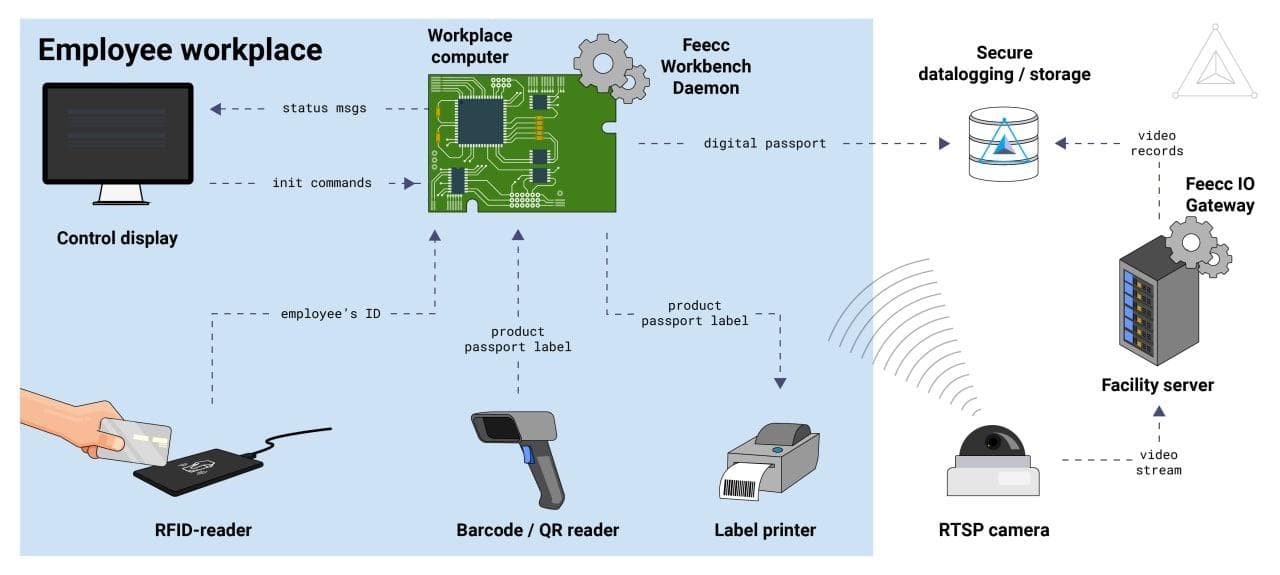 Employee workplace
Workplace
computer
Feecc
Workbench
Daemon
Secure
datalogging / storage
status msgs
digital passport
video
records
init commands
Feecc IO
Gateway
Control display
employee's ID
product
passport label
product
passport label
Facility server
video
stream
RFID-reader
Barcode / QR reader
Label printer
RTSP camera